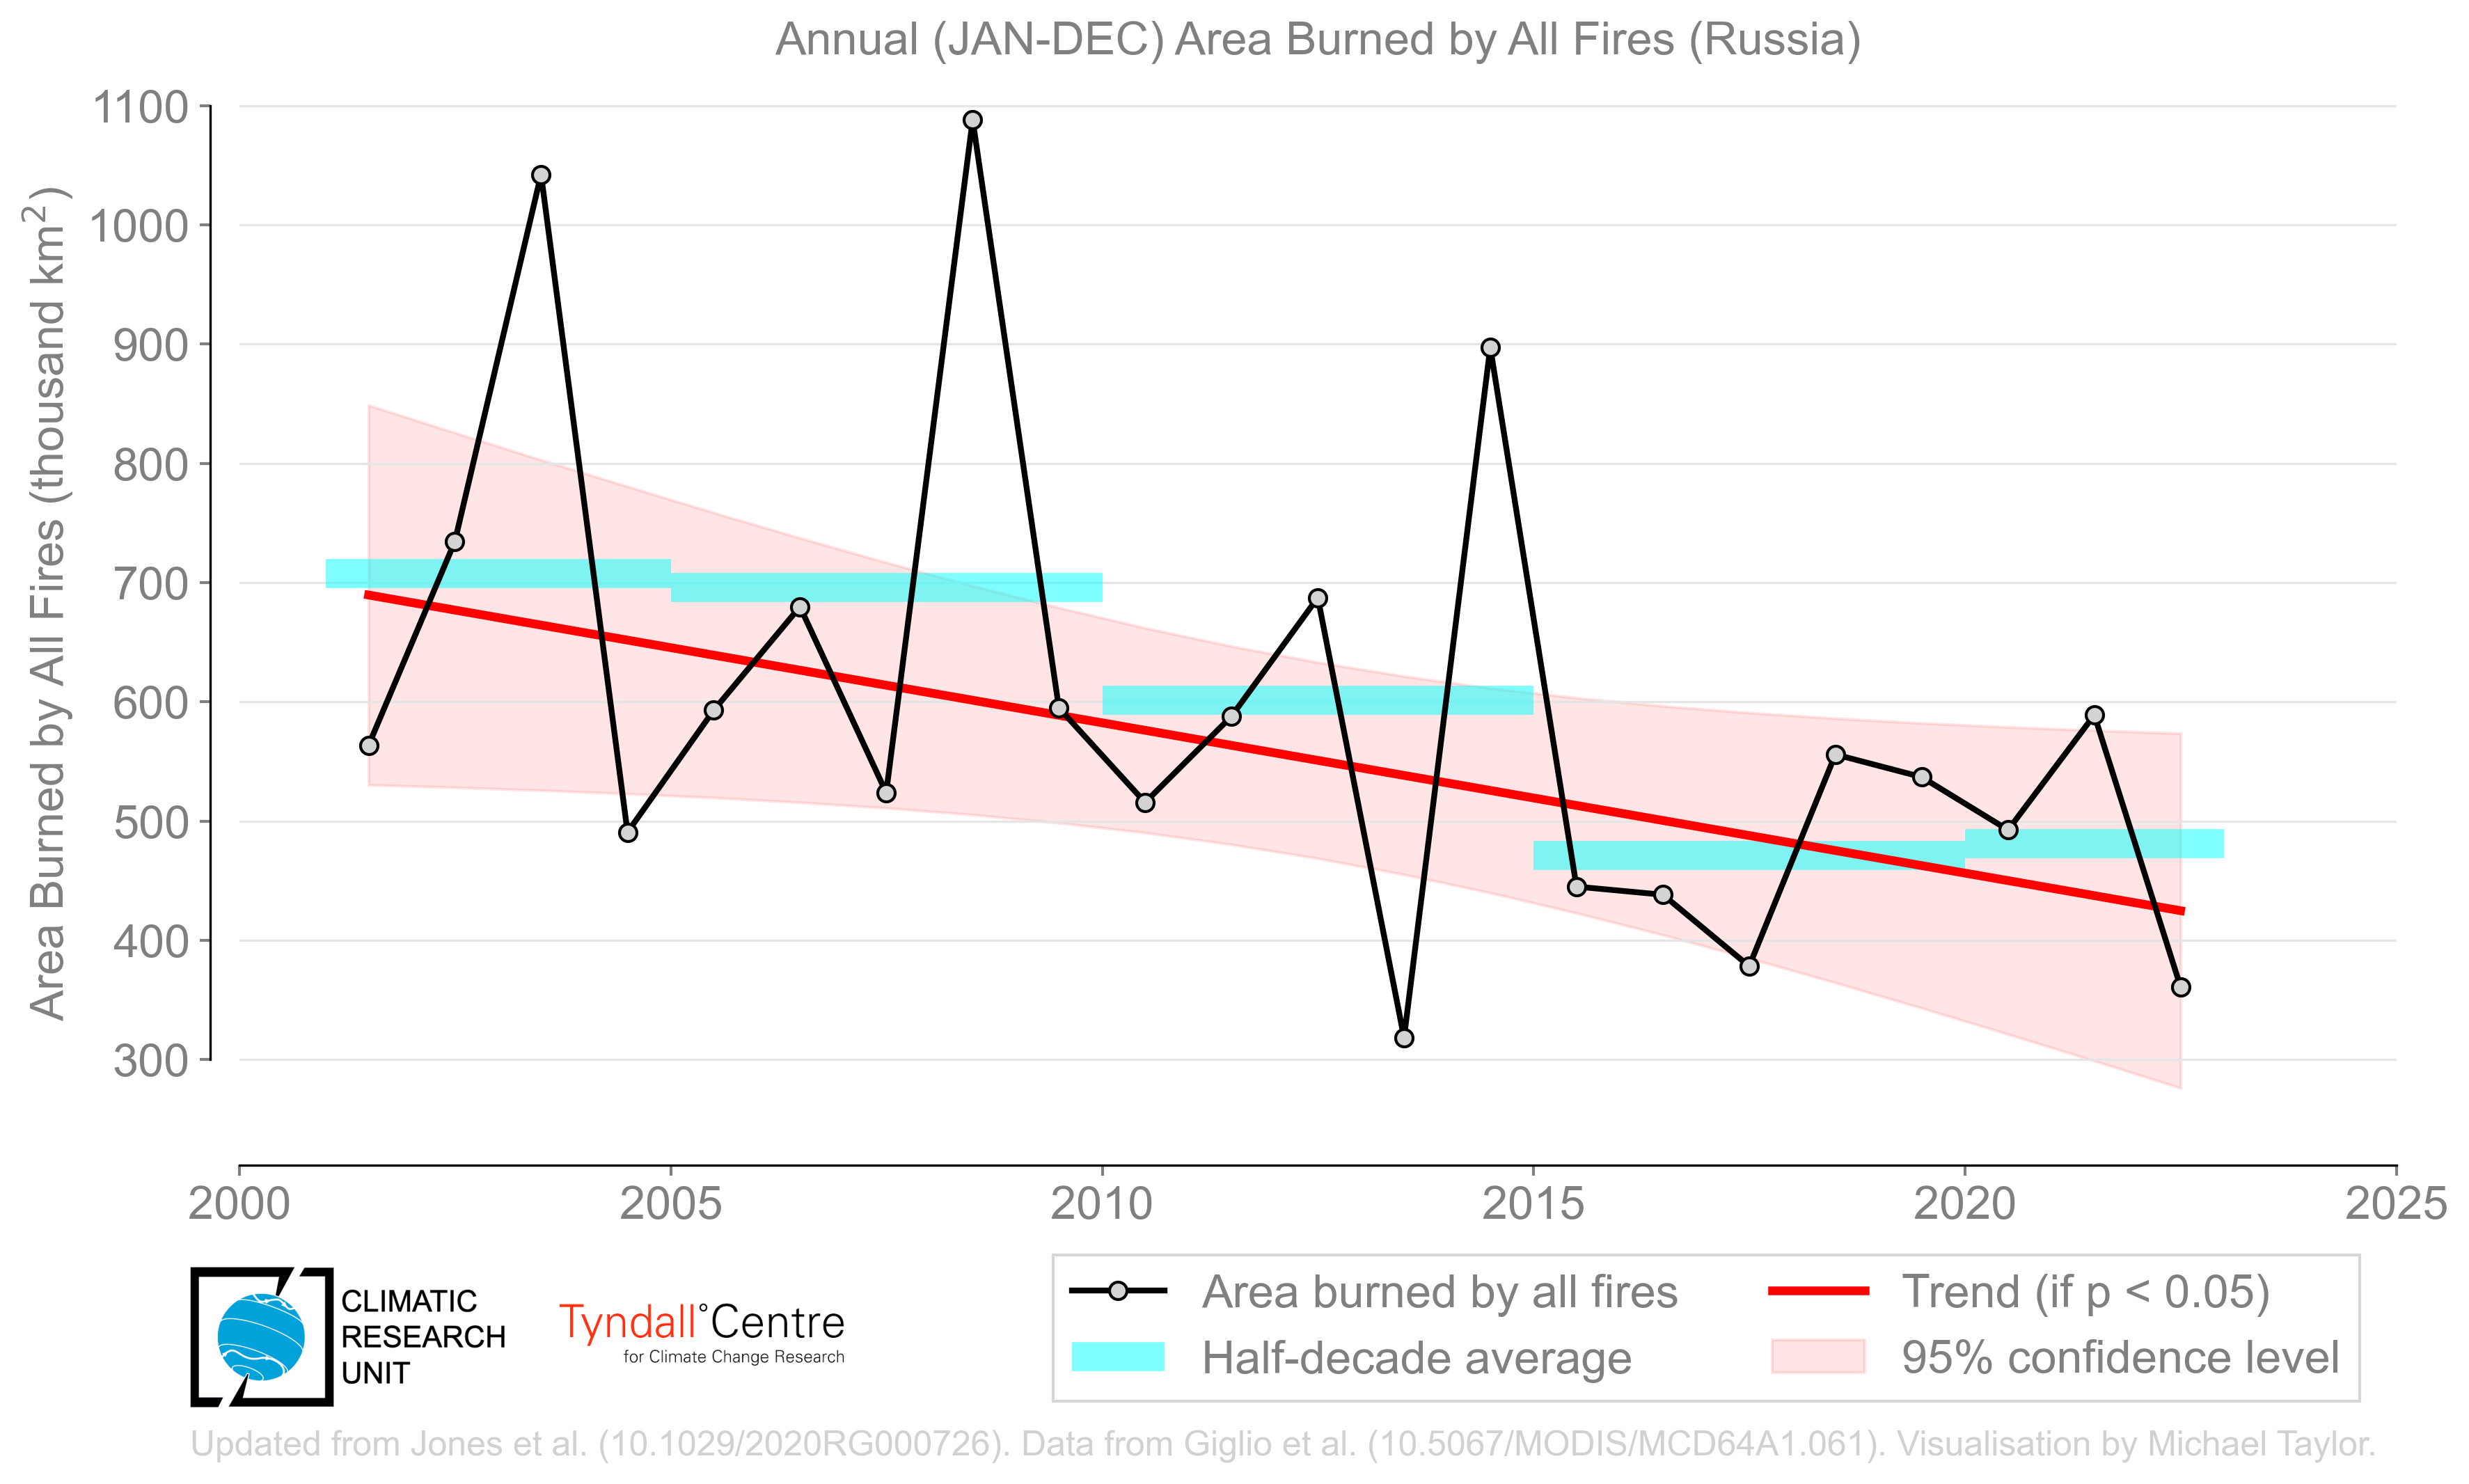 Annual (JAN-DEC) Area Burned by All Fires (Russia)
Area Burned by All Fires (thousand km²)
1100
1000
900
800
700
600
500
400
300
2000 2005 2010 2015 2020 2025
CLIMATIC
RESEARCH
UNIT
Tyndall°Centre
for Climate Change Research
Area burned by all fires
Half-decade average
Trend (if p < 0.05)
95% confidence level
Updated from Jones et al. (10.1029/2020RG000726). Data from Giglio et al. (10.5067/MODIS/MCD64A1.061). Visualisation by Michael Taylor.